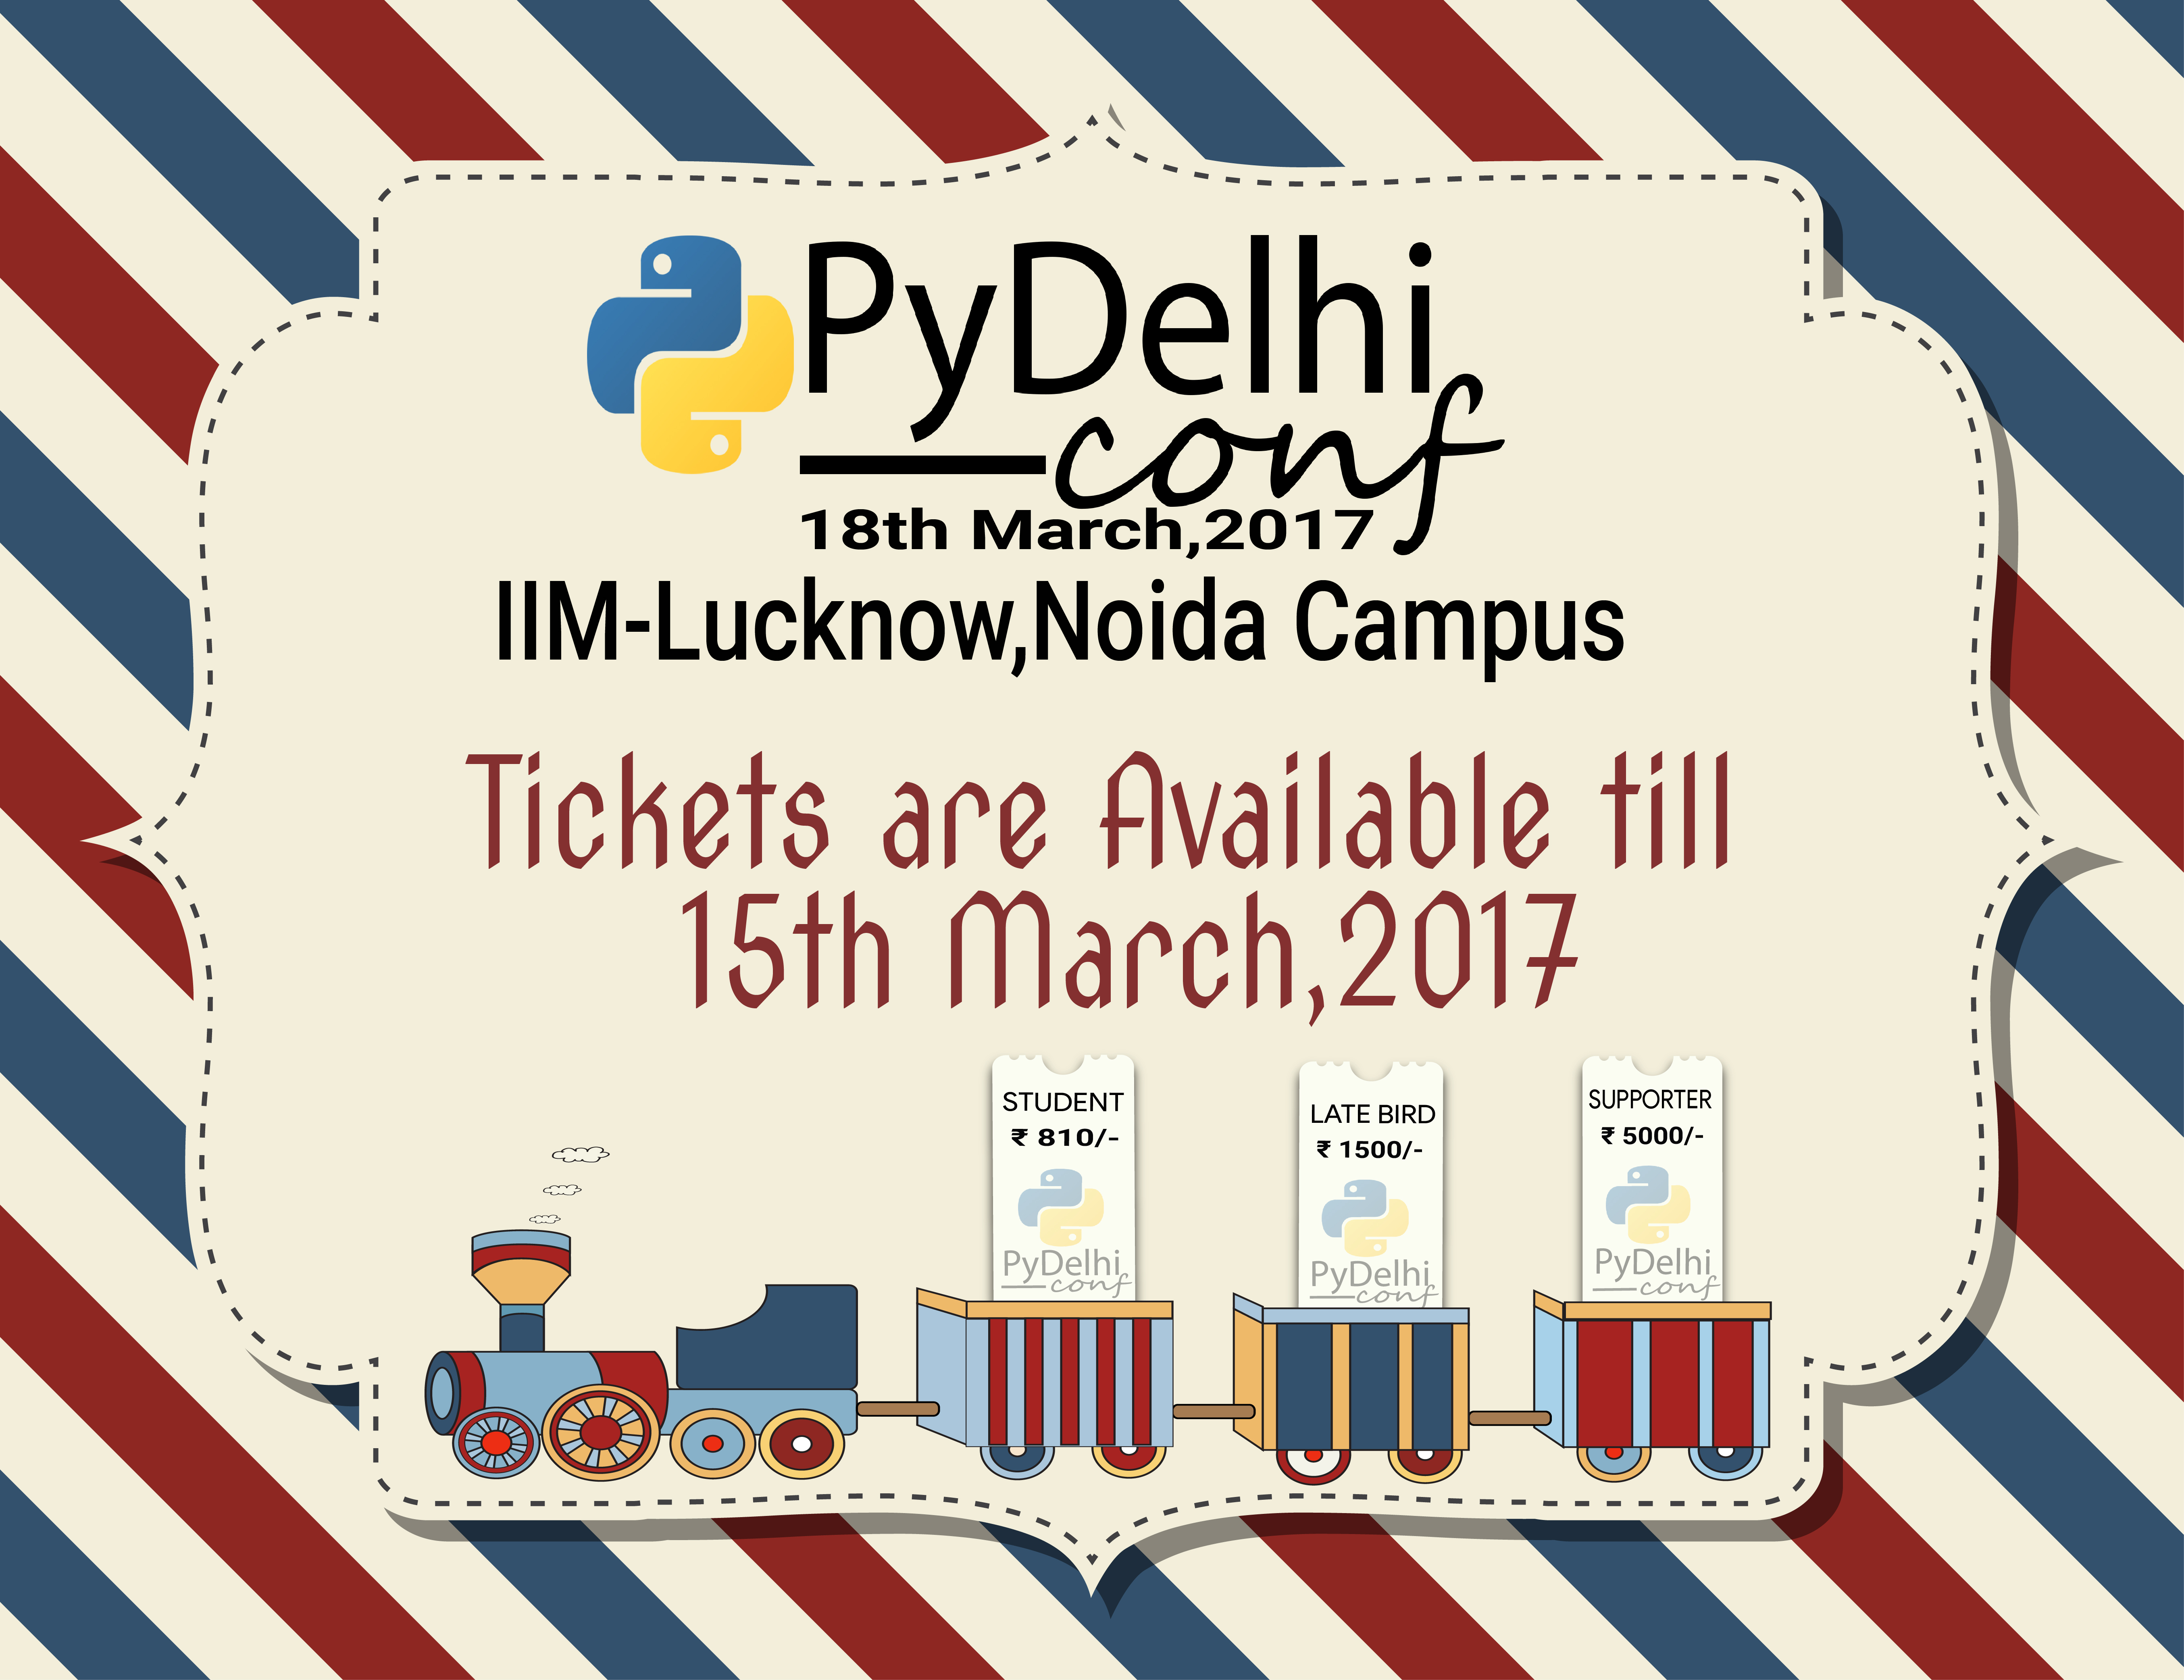 PyDelhi
conf
18th March,2017
IIM-Lucknow,Noida Campus
Tickets are Available till
15th March,2017
STUDENT
₹ 810/-
PyDelhi
conf
LATE BIRD
₹ 1500/-
PyDelhi
conf
SUPPORTER
₹ 5000/-
PyDelhi
conf